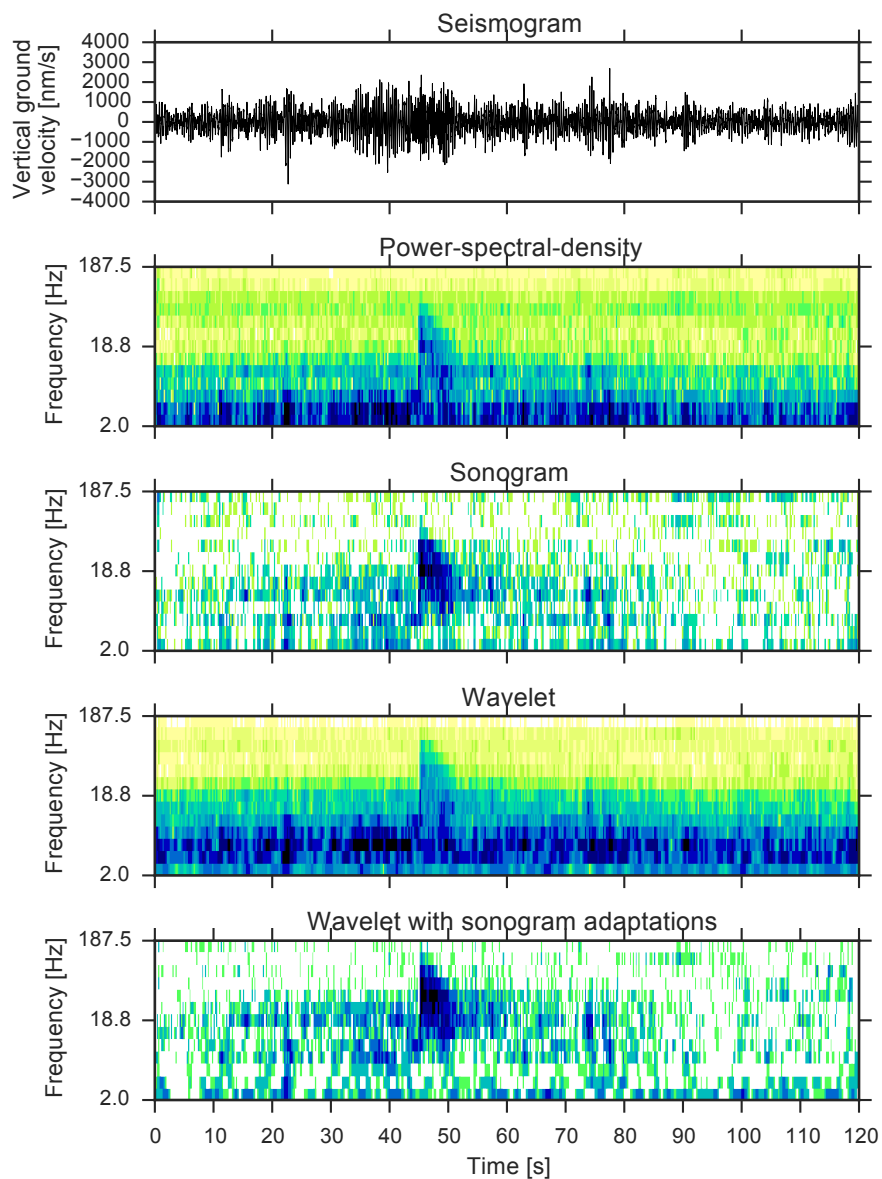 Seismogram
Vertical ground
velocity [nm/s]
4000
3000
2000
1000
0
−1000
−2000
−3000
−4000
Power-spectral-density
Frequency [Hz]
187.5
18.8
2.0
Sonogram
Frequency [Hz]
187.5
18.8
2.0
Wavelet
Frequency [Hz]
187.5
18.8
2.0
Wavelet with sonogram adaptations
Frequency [Hz]
187.5
18.8
2.0
0 10 20 30 40 50 60 70 80 90 100 110 120
Time [s]